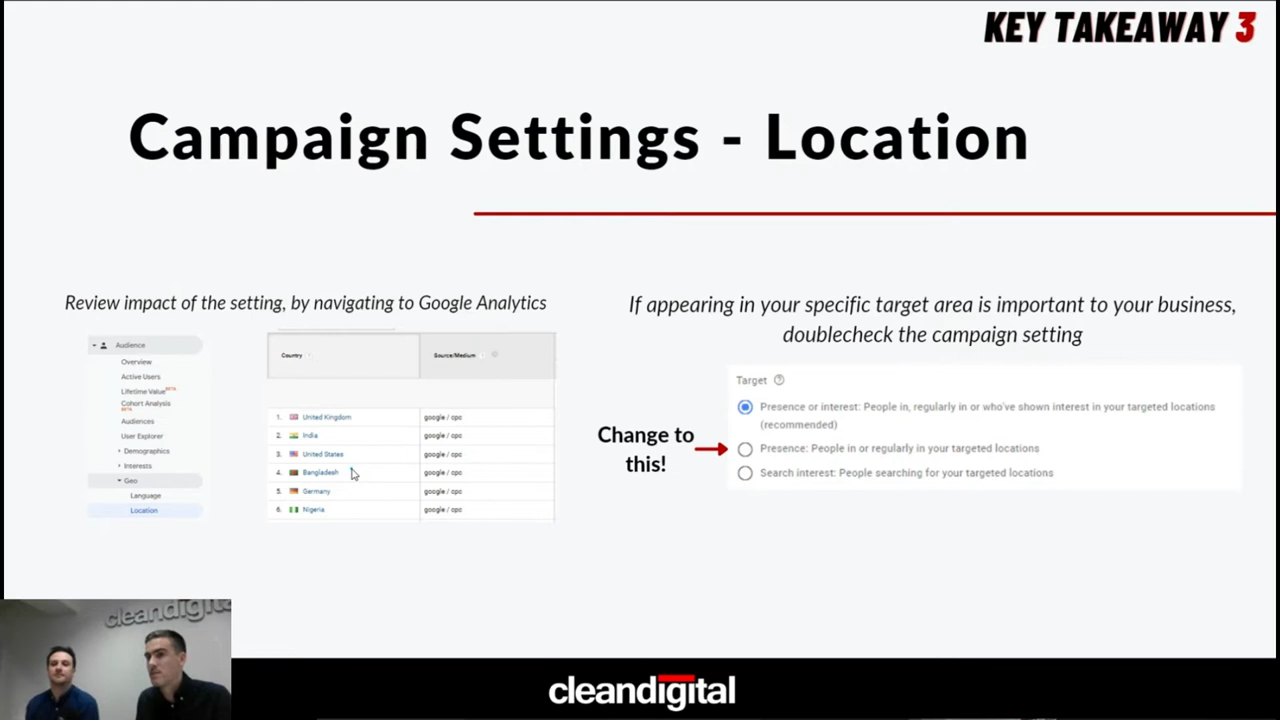 KEY TAKEAWAY 3
Campaign Settings - Location
Review impact of the setting, by navigating to Google Analytics
Audience
Overview
Active Users
Lifetime Value BETA
Cohort Analysis
BETA
Audiences
User Explorer
Demographics
Interests
Geo
Language
Location
Country
Source/Medium
1. United Kingdom google / cpc
2. India google / cpc
3. United States google / cpc
4. Bangladesh google / cpc
5. Germany google / cpc
6. Nigeria google / cpc
If appearing in your specific target area is important to your business,
doublecheck the campaign setting
Target
Presence or interest: People in, regularly in or who've shown interest in your targeted locations
(recommended)
Presence: People in or regularly in your targeted locations
Search interest: People searching for your targeted locations
Change to
this!
cleandigital
cleandigital